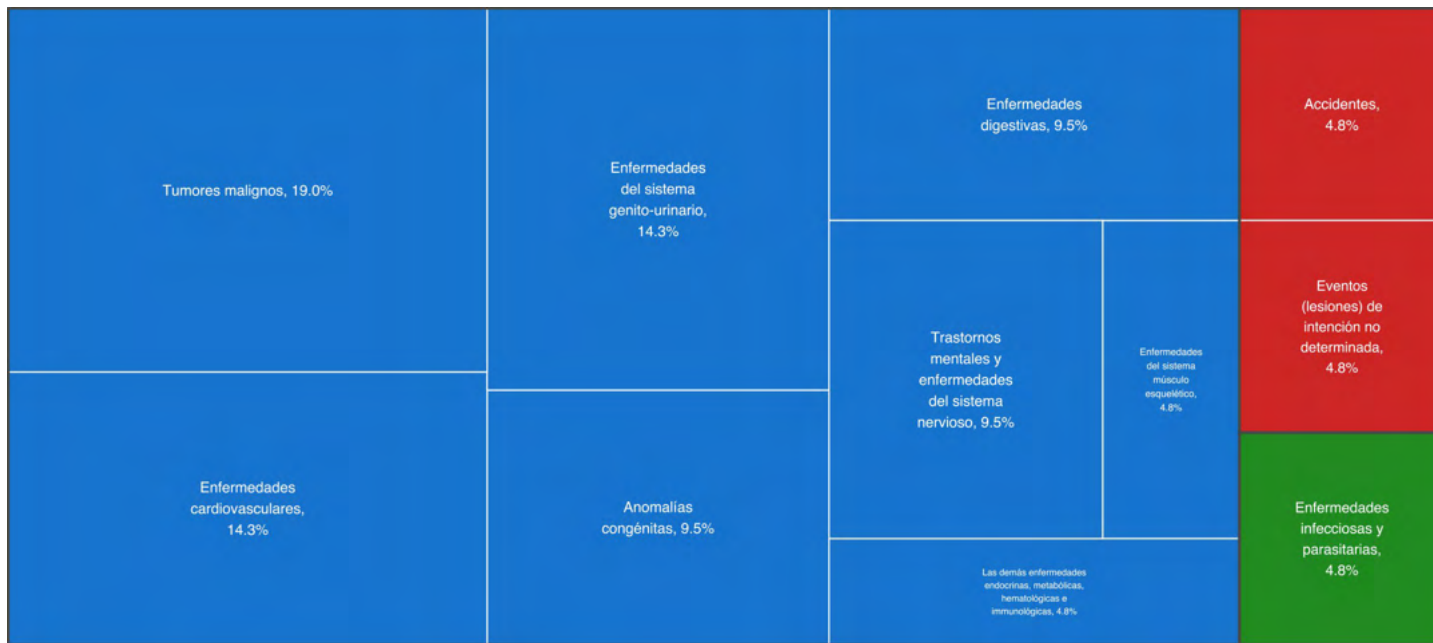 Tumores malignos, 19.0%
Enfermedades
cardiovasculares,
14.3%
Enfermedades
del sistema
genito-urinario,
14.3%
Anomalías
congénitas, 9.5%
Enfermedades
digestivas, 9.5%
Trastornos
mentales y
enfermedades
del sistema
nervioso, 9.5%
Enfermedades
del sistema
músculo
esquelético,
4.8%
Las demás enfermedades
endocrinas, metabólicas,
hematológicas e
immunológicas, 4.8%
Accidentes,
4.8%
Eventos
(lesiones) de
intención no
determinada,
4.8%
Enfermedades
infecciosas y
parasitarias,
4.8%